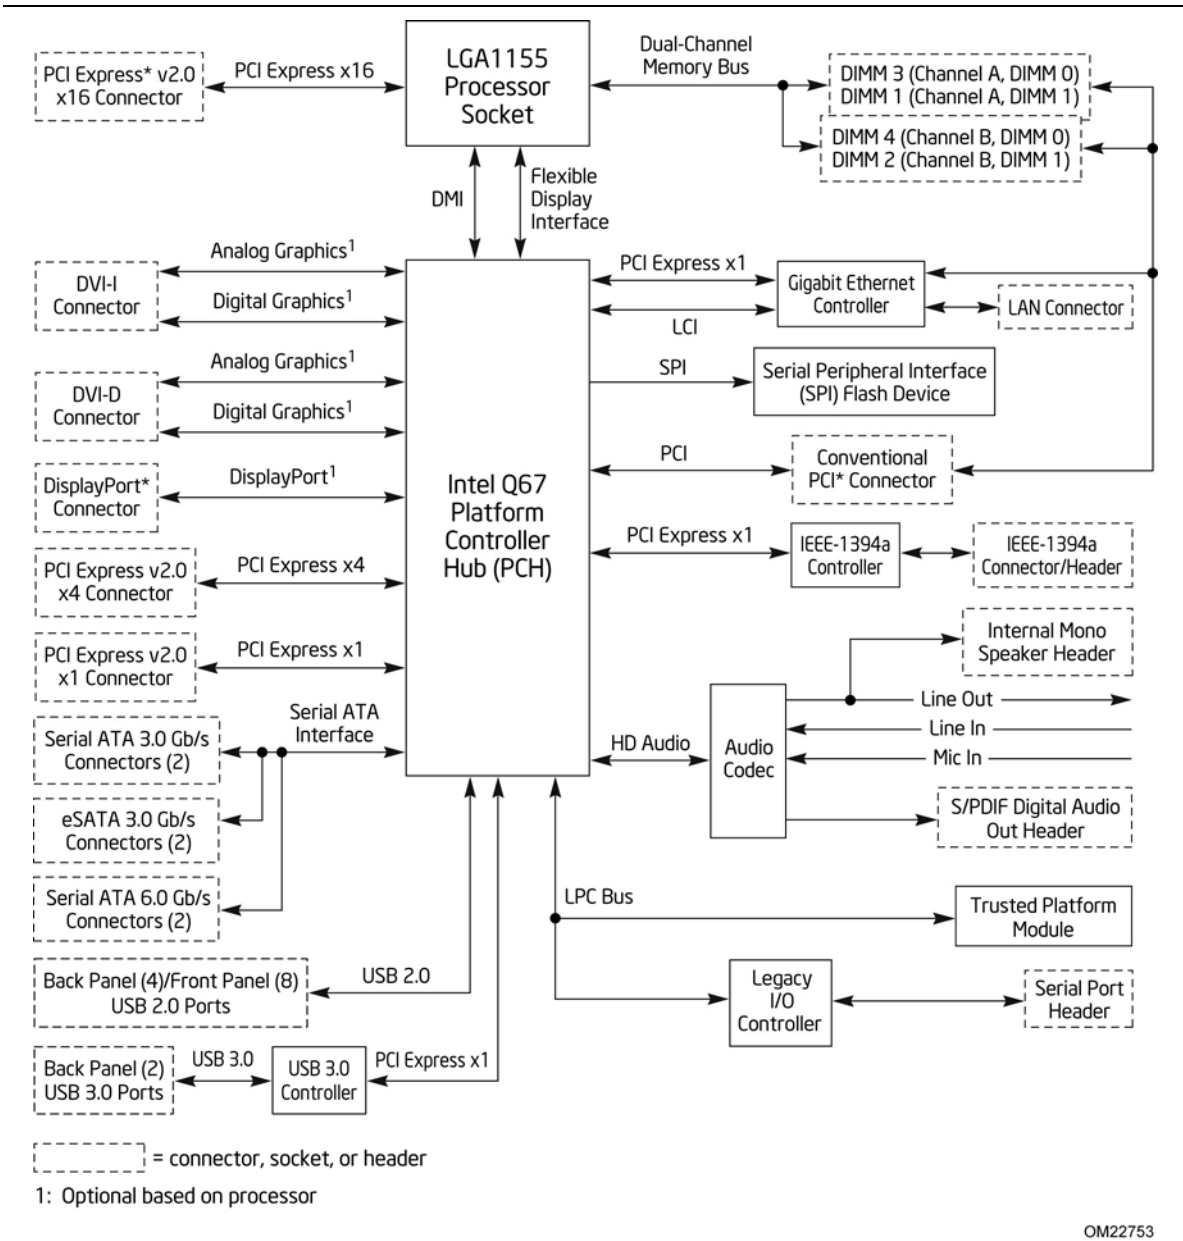 LGA1155
Processor
Socket
PCI Express* v2.0
x16 Connector
PCI Express x16
Dual-Channel
Memory Bus
DIMM 3 (Channel A, DIMM 0)
DIMM 1 (Channel A, DIMM 1)
DIMM 4 (Channel B, DIMM 0)
DIMM 2 (Channel B, DIMM 1)
DMI
Flexible
Display
Interface
Analog Graphics1
DVI-I
Connector
Digital Graphics1
Analog Graphics1
DVI-D
Connector
Digital Graphics1
DisplayPort*
Connector
DisplayPort1
PCI Express v2.0
x4 Connector
PCI Express x4
PCI Express v2.0
x1 Connector
PCI Express x1
Serial ATA
Interface
Serial ATA 3.0 Gb/s
Connectors (2)
eSATA 3.0 Gb/s
Connectors (2)
Serial ATA 6.0 Gb/s
Connectors (2)
Back Panel (4)/Front Panel (8)
USB 2.0 Ports
USB 2.0
Back Panel (2)
USB 3.0 Ports
USB 3.0
USB 3.0
Controller
PCI Express x1
Intel Q67
Platform
Controller
Hub (PCH)
PCI Express x1
LCI
Gigabit Ethernet
Controller
LAN Connector
SPI
Serial Peripheral Interface
(SPI) Flash Device
PCI
Conventional
PCI* Connector
PCI Express x1
IEEE-1394a
Controller
IEEE-1394a
Connector/Header
Internal Mono
Speaker Header
HD Audio
Audio
Codec
Line Out
Line In
Mic In
S/PDIF Digital Audio
Out Header
LPC Bus
Trusted Platform
Module
Legacy
I/O
Controller
Serial Port
Header
= connector, socket, or header
1: Optional based on processor
OM22753